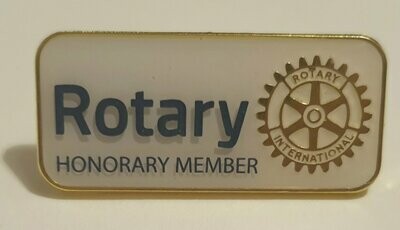 Rotary
HONORARY MEMBER
ROTARY
INTERNATIONAL